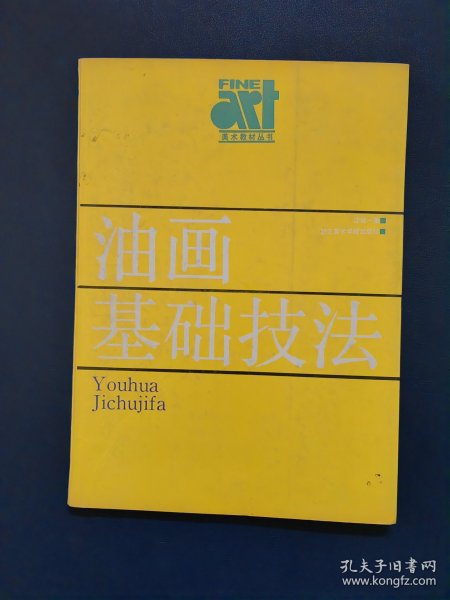 FINE
art
美术教材丛书
油画
基础技法
Youhua
Jichujifa
孔夫子旧书网
www.kongfz.com